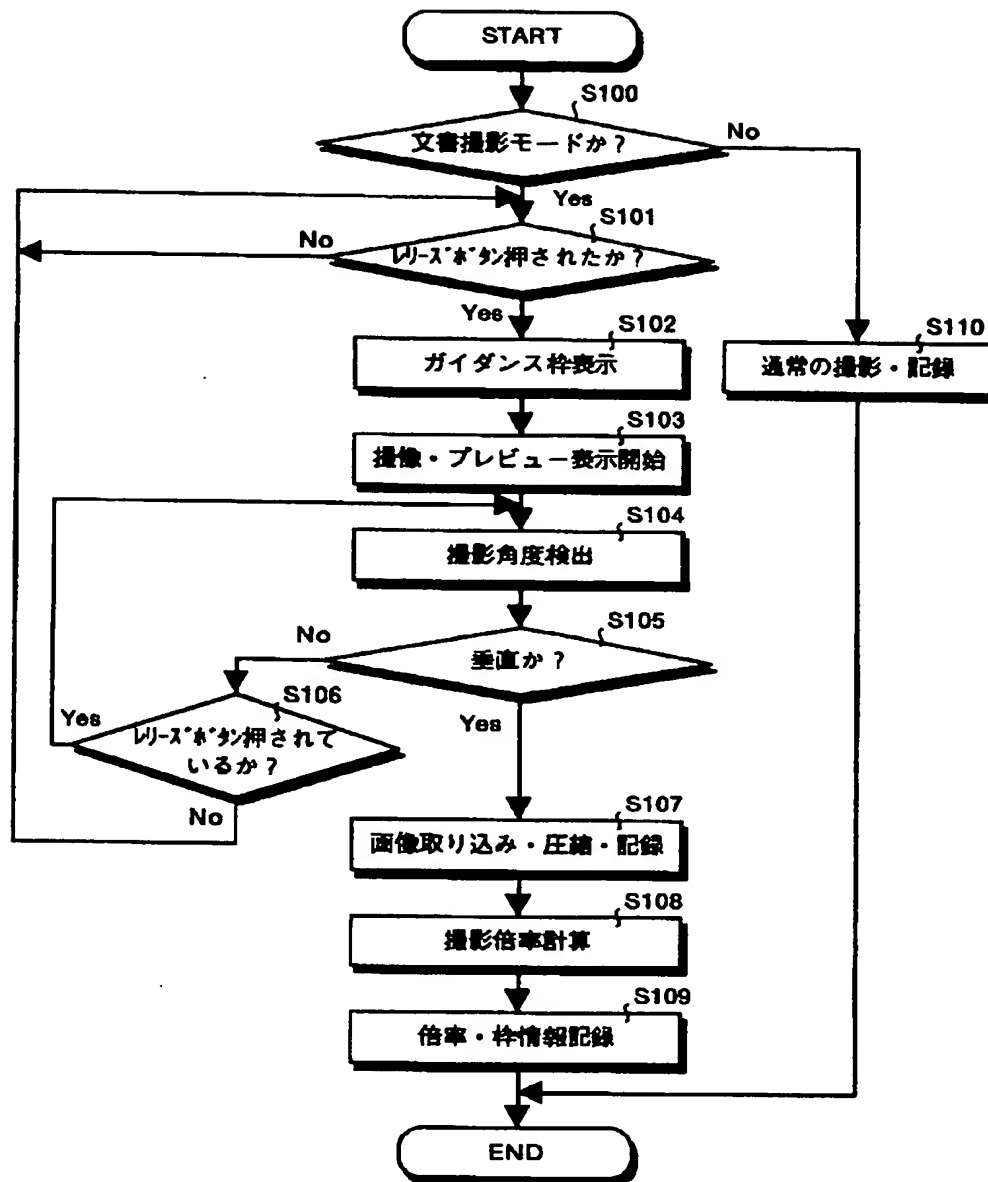 START
S100
文書撮影モードか？
No
Yes
S101
No
ﾚﾘｰｽﾞﾎﾞﾀﾝ押されたか？
Yes
S102
ガイダンス枠表示
S110
通常の撮影・記録
S103
撮像・プレビュー表示開始
S104
撮影角度検出
S105
No
垂直か？
Yes
S106
Yes
ﾚﾘｰｽﾞﾎﾞﾀﾝ押されて
いるか？
No
S107
画像取り込み・圧縮・記録
S108
撮影倍率計算
S109
倍率・枠情報記録
END